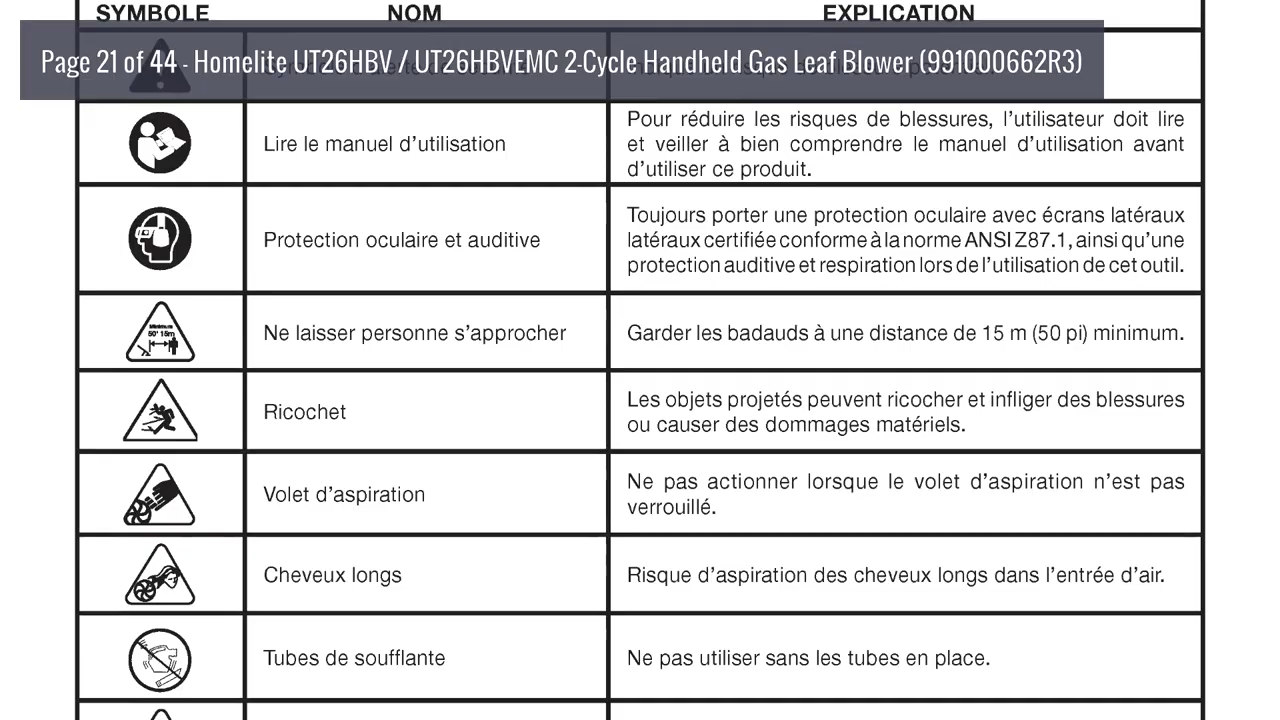 SYMBOLE NOM EXPLICATION
Page 21 of 44 - Homelite UT26HBV / UT26HBVEMC 2-Cycle Handheld Gas Leaf Blower (991000662R3)
Lire le manuel d’utilisation
Pour réduire les risques de blessures, l’utilisateur doit lire
et veiller à bien comprendre le manuel d’utilisation avant
d’utiliser ce produit.
Protection oculaire et auditive
Toujours porter une protection oculaire avec écrans latéraux
latéraux certifiée conforme à la norme ANSI Z87.1, ainsi qu’une
protection auditive et respiration lors de l’utilisation de cet outil.
Minimum
50' 15m
Ne laisser personne s’approcher
Garder les badauds à une distance de 15 m (50 pi) minimum.
Ricochet
Les objets projetés peuvent ricocher et infliger des blessures
ou causer des dommages matériels.
Volet d’aspiration
Ne pas actionner lorsque le volet d’aspiration n’est pas
verrouillé.
Cheveux longs
Risque d’aspiration des cheveux longs dans l’entrée d’air.
Tubes de soufflante
Ne pas utiliser sans les tubes en place.